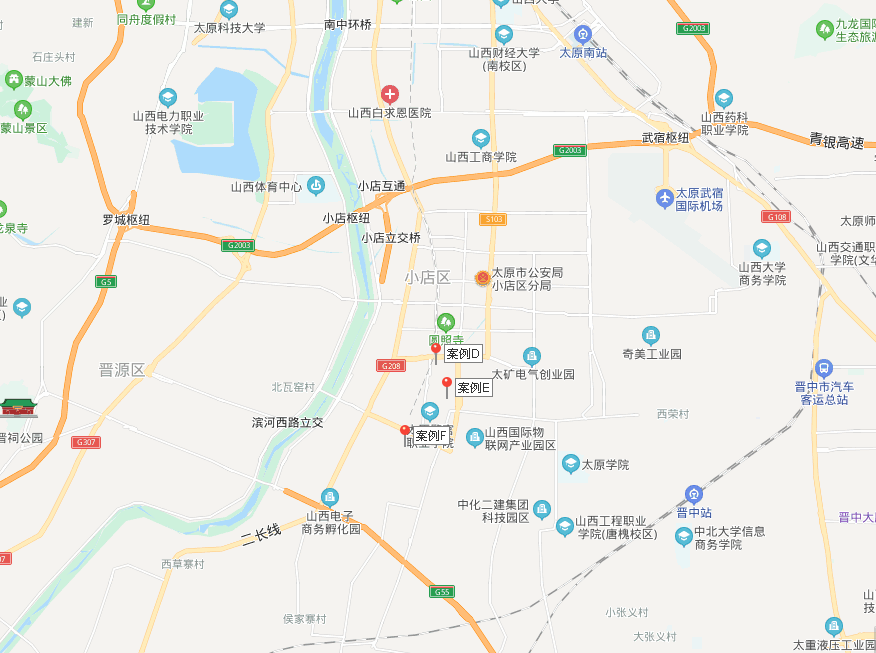 同舟度假村
建新
太原科技大学
南中环桥
山西财经大学
(南校区)
太原南站
G2003
九龙国际
生态旅游
石庄头村
蒙山大佛
蒙山景区
山西电力职业
技术学院
山西白求恩医院
山西工商学院
山西药科
职业学院
武宿枢纽
青银高速
G2003
山西体育中心
小店互通
太原武宿
国际机场
罗城枢纽
小店枢纽
S103
G108
太原师
龙泉寺
G2003
小店立交桥
山西交通职
学院(文华
G5
小店区
太原市公安局
小店区分局
山西大学
商务学院
圆照寺
案例D
奇美工业园
晋源区
G208
太矿电气创业园
北瓦窑村
案例E
晋中市汽车
客运总站
滨河西路立交
西荣村
案例F
职业学院
晋祠公园
G307
山西国际物
联网产业园区
太原学院
山西电子
商务孵化园
中化二建集团
科技园区
晋中站
晋中大
二长线
山西工程职业
学院(唐槐校区)
中北大学信息
商务学院
西草寨村
G55
侯家寨村
小张义村
大张义村
太重液压工业园